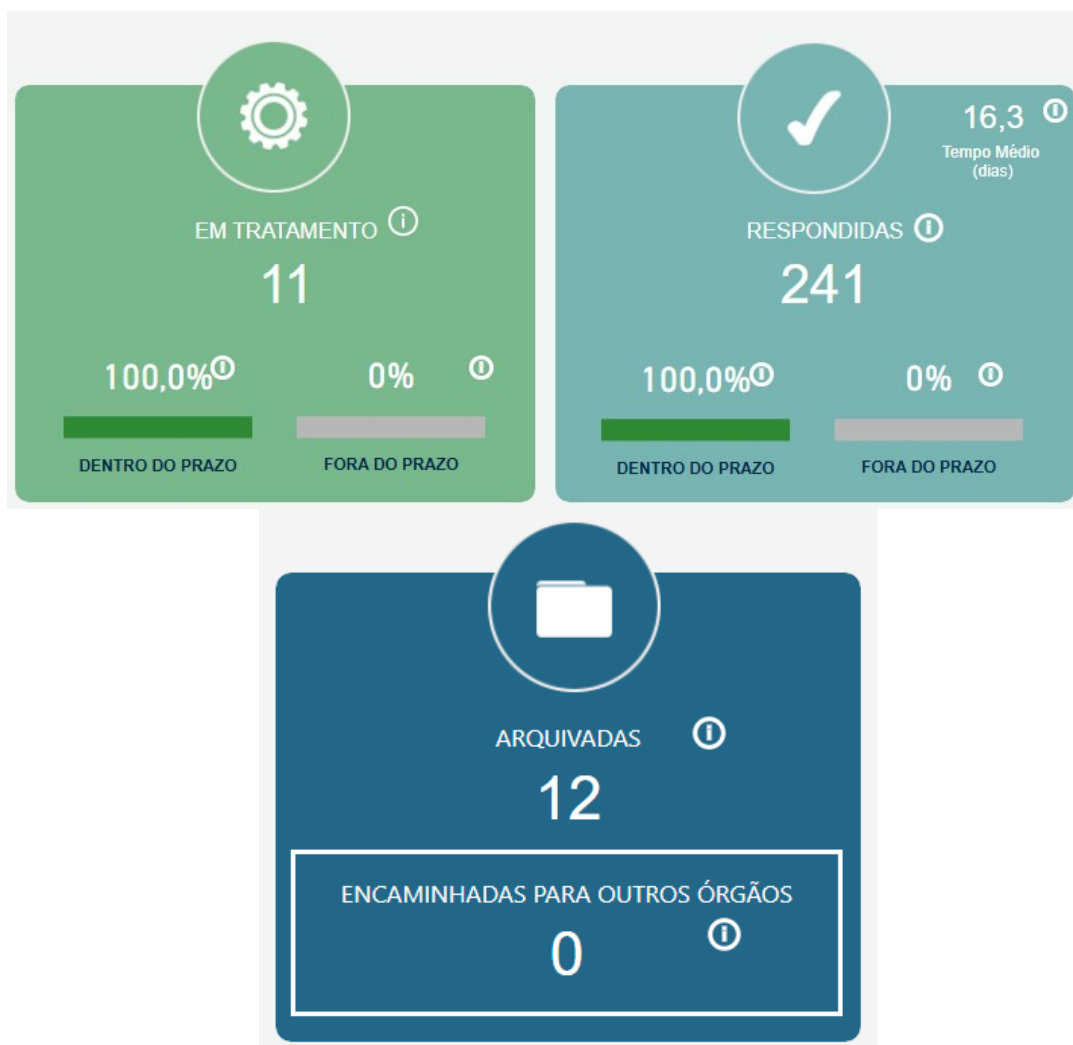 EM TRATAMENTO
11
100,0%
0%
DENTRO DO PRAZO
FORA DO PRAZO
16,3
Tempo Médio
(dias)
RESPONDIDAS
241
100,0%
0%
DENTRO DO PRAZO
FORA DO PRAZO
ARQUIVADAS
12
ENCAMINHADAS PARA OUTROS ÓRGÃOS
0